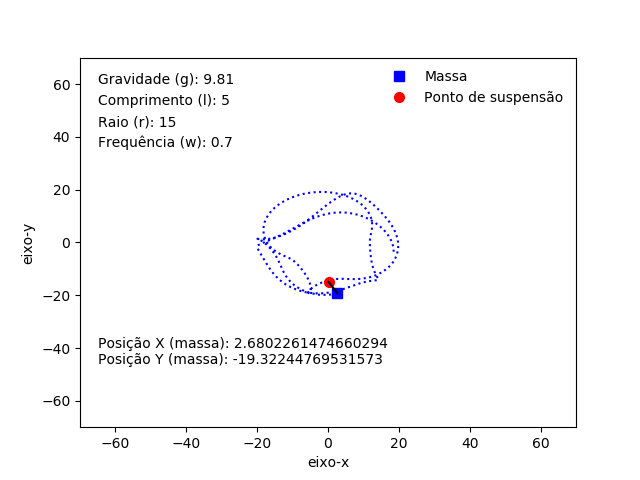 Gravidade (g): 9.81
Comprimento (l): 5
Raio (r): 15
Frequência (w): 0.7
Massa
Ponto de suspensão
60
40
20
0
−20
−40
−60
eixo-y
Posição X (massa): 2.6802261474660294
Posição Y (massa): -19.32244769531573
−60
−40
−20
0
20
40
60
eixo-x